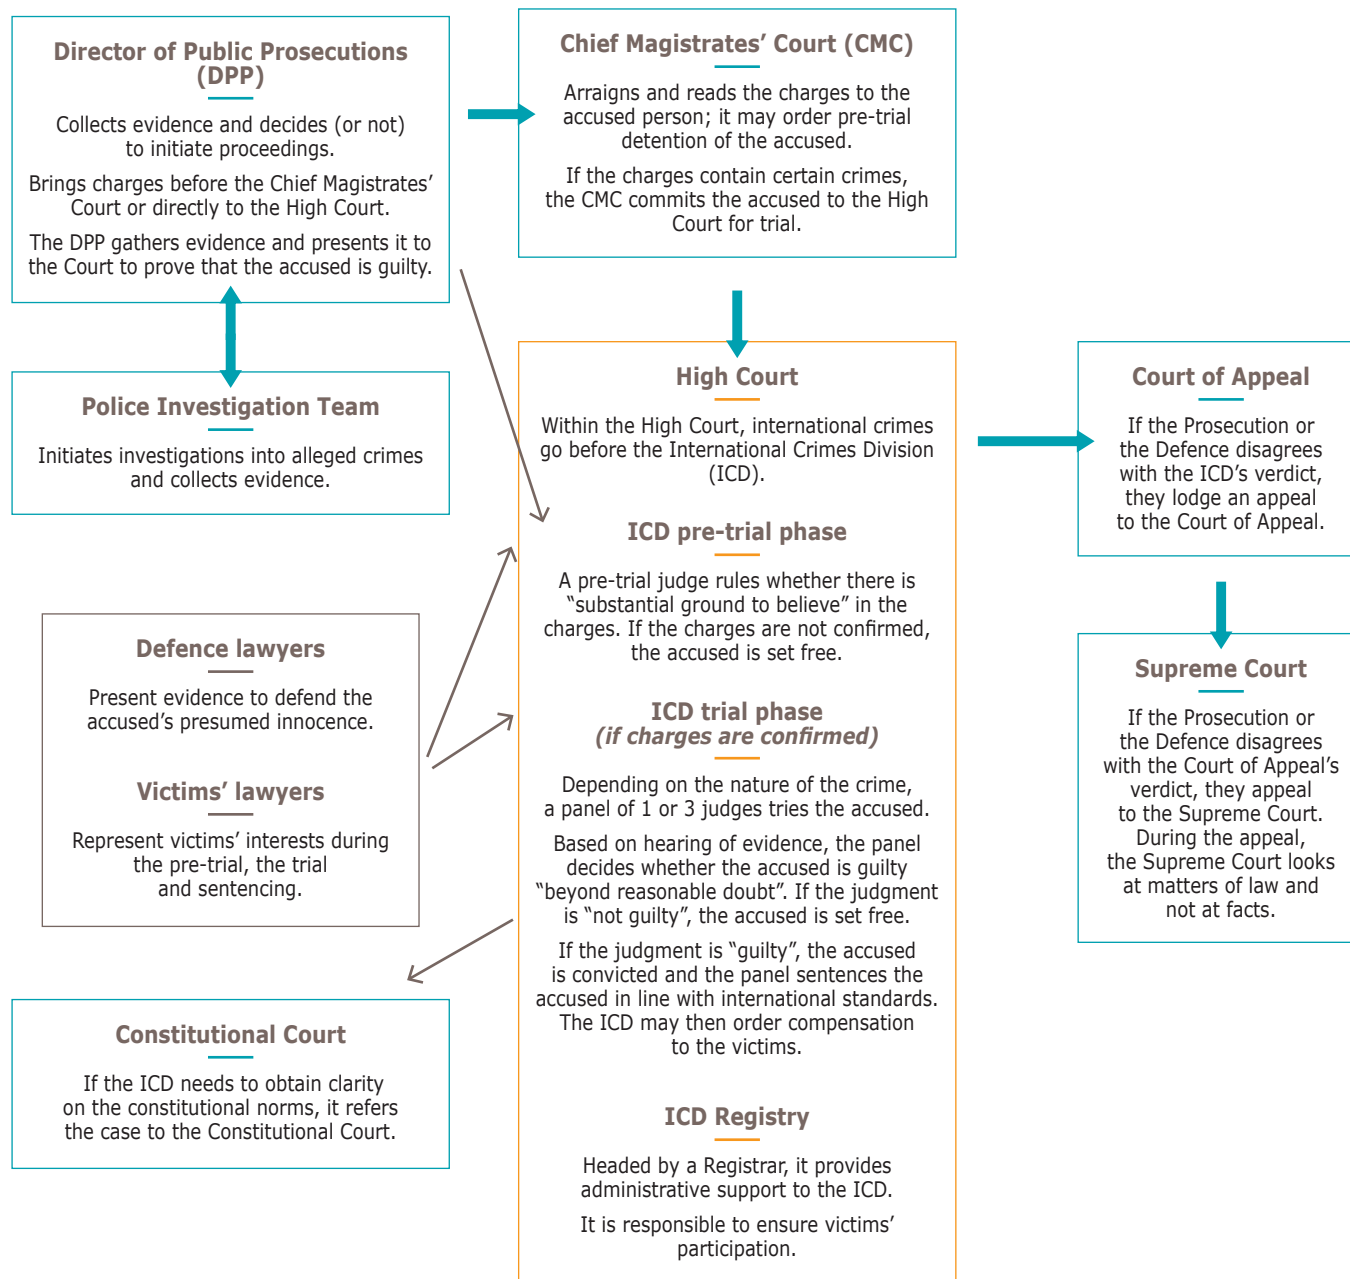 Director of Public Prosecutions
(DPP)
Collects evidence and decides (or not)
to initiate proceedings.
Brings charges before the Chief Magistrates’
Court or directly to the High Court.
The DPP gathers evidence and presents it to
the Court to prove that the accused is guilty.
Chief Magistrates’ Court (CMC)
Arraigns and reads the charges to the
accused person; it may order pre-trial
detention of the accused.
If the charges contain certain crimes,
the CMC commits the accused to the High
Court for trial.
Police Investigation Team
Initiates investigations into alleged crimes
and collects evidence.
Defence lawyers
Present evidence to defend the
accused’s presumed innocence.
Victims’ lawyers
Represent victims’ interests during
the pre-trial, the trial
and sentencing.
Constitutional Court
If the ICD needs to obtain clarity
on the constitutional norms, it refers
the case to the Constitutional Court.
High Court
Within the High Court, international crimes
go before the International Crimes Division
(ICD).
ICD pre-trial phase
A pre-trial judge rules whether there is
“substantial ground to believe” in the
charges. If the charges are not confirmed,
the accused is set free.
ICD trial phase
(if charges are confirmed)
Depending on the nature of the crime,
a panel of 1 or 3 judges tries the accused.
Based on hearing of evidence, the panel
decides whether the accused is guilty
“beyond reasonable doubt”. If the judgment
is “not guilty”, the accused is set free.
If the judgment is “guilty”, the accused
is convicted and the panel sentences the
accused in line with international standards.
The ICD may then order compensation
to the victims.
ICD Registry
Headed by a Registrar, it provides
administrative support to the ICD.
It is responsible to ensure victims’
participation.
Court of Appeal
If the Prosecution or
the Defence disagrees
with the ICD’s verdict,
they lodge an appeal
to the Court of Appeal.
Supreme Court
If the Prosecution or
the Defence disagrees
with the Court of Appeal’s
verdict, they appeal
to the Supreme Court.
During the appeal,
the Supreme Court looks
at matters of law and
not at facts.